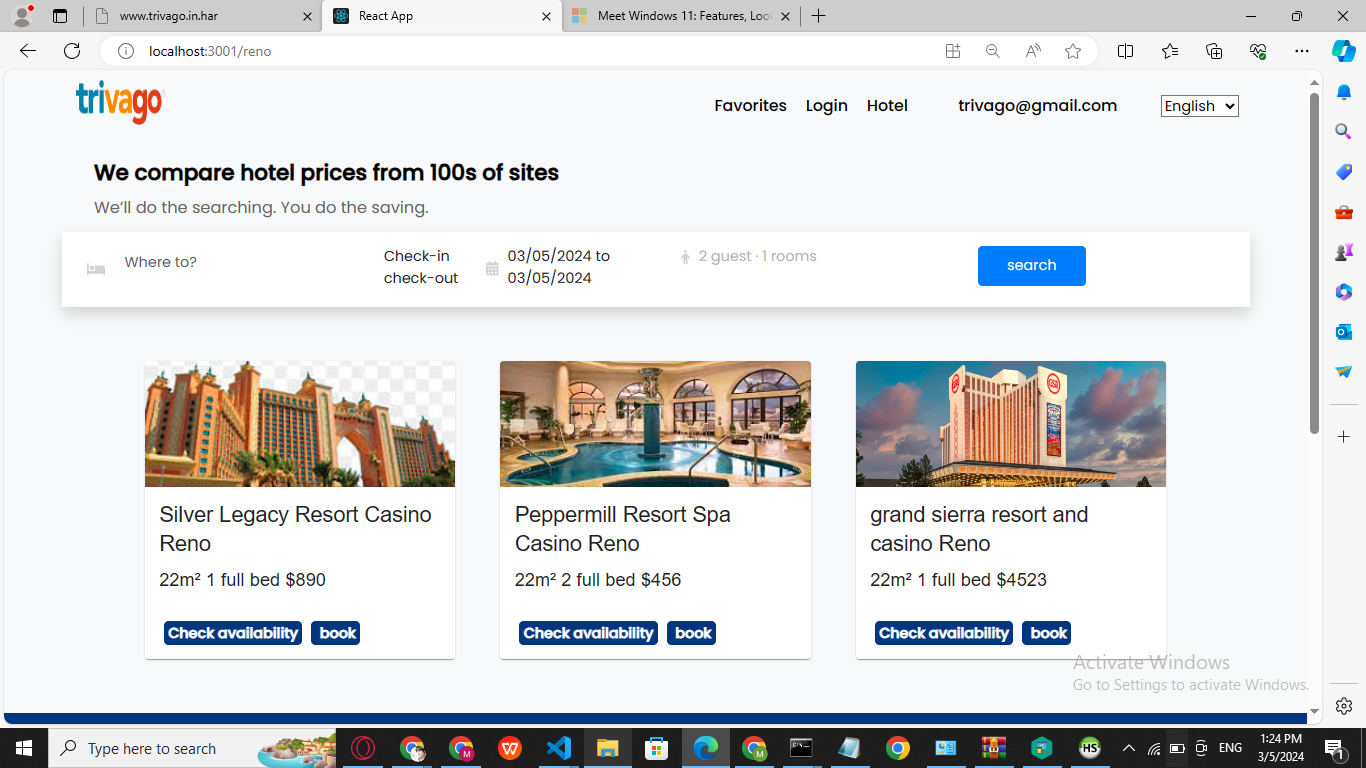 www.trivago.in.har
React App
Meet Windows 11: Features, Loo
localhost:3001/reno
trivago
Favorites Login Hotel trivago@gmail.com English
We compare hotel prices from 100s of sites
We’ll do the searching. You do the saving.
Where to?
Check-in
check-out
03/05/2024 to
03/05/2024
2 guest · 1 rooms
search
Silver Legacy Resort Casino
Reno
22m² 1 full bed $890
Check availability book
Peppermill Resort Spa
Casino Reno
22m² 2 full bed $456
Check availability book
GSR
GSR
grand sierra resort and
casino Reno
22m² 1 full bed $4523
Check availability book
Activate Windows
Go to Settings to activate Windows.
Type here to search
M
W
M
HS
ENG
1:24 PM
3/5/2024
1